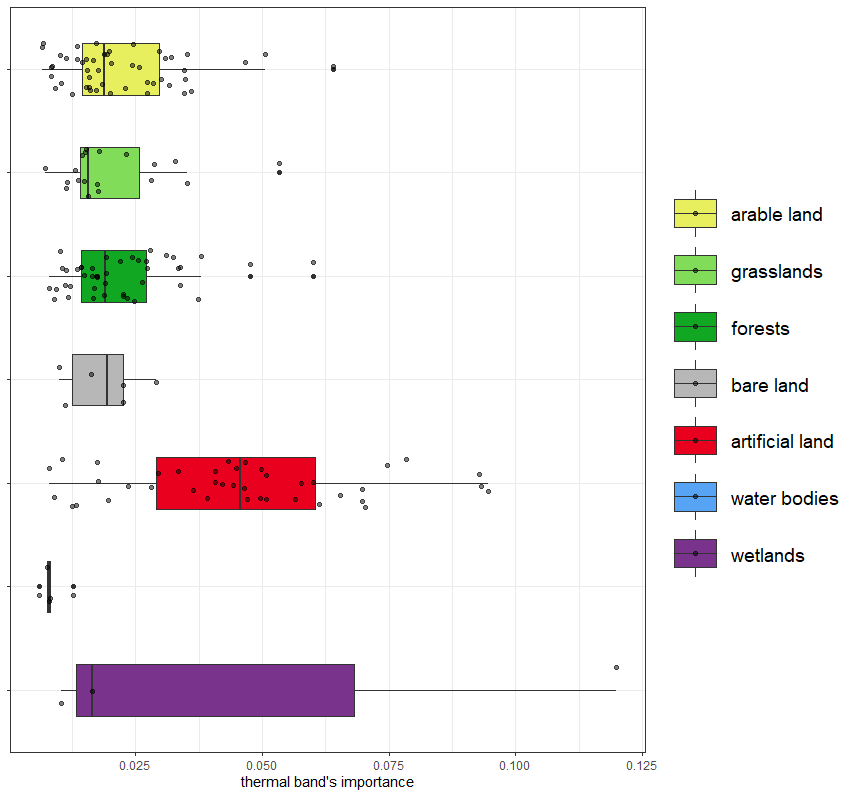 arable land
grasslands
forests
bare land
artificial land
water bodies
wetlands
0.025 0.050 0.075 0.100 0.125
thermal band's importance